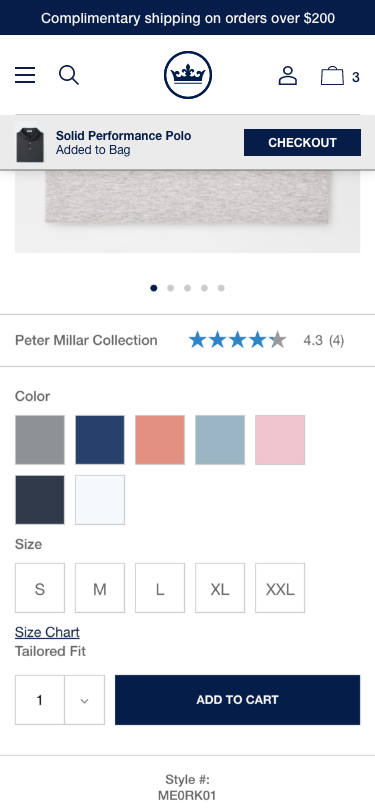 Complimentary shipping on orders over $200
3
Solid Performance Polo
Added to Bag
CHECKOUT
Peter Millar Collection
4.3 (4)
Color
Size
S M L XL XXL
Size Chart
Tailored Fit
1
ADD TO CART
Style #:
ME0RK01